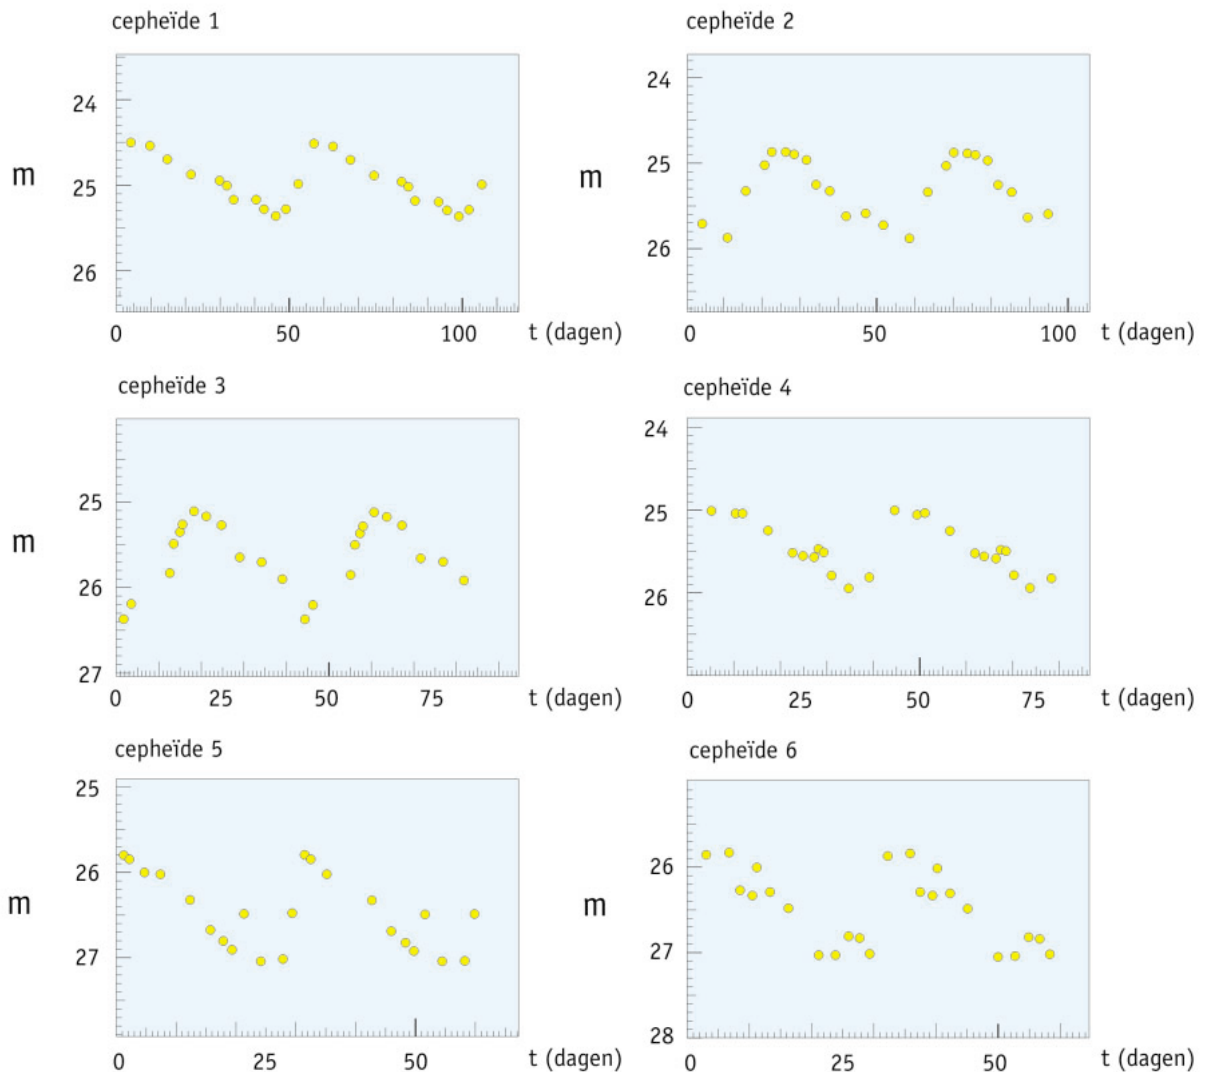 cepheïde 1
24
25
26
m
0 50 100 t (dagen)
cepheïde 2
24
25
26
m
0 50 100 t (dagen)
cepheïde 3
25
26
27
m
0 25 50 75 t (dagen)
cepheïde 4
24
25
26
0 25 50 75 t (dagen)
cepheïde 5
25
26
27
m
0 25 50 t (dagen)
cepheïde 6
26
27
28
m
0 25 50 t (dagen)